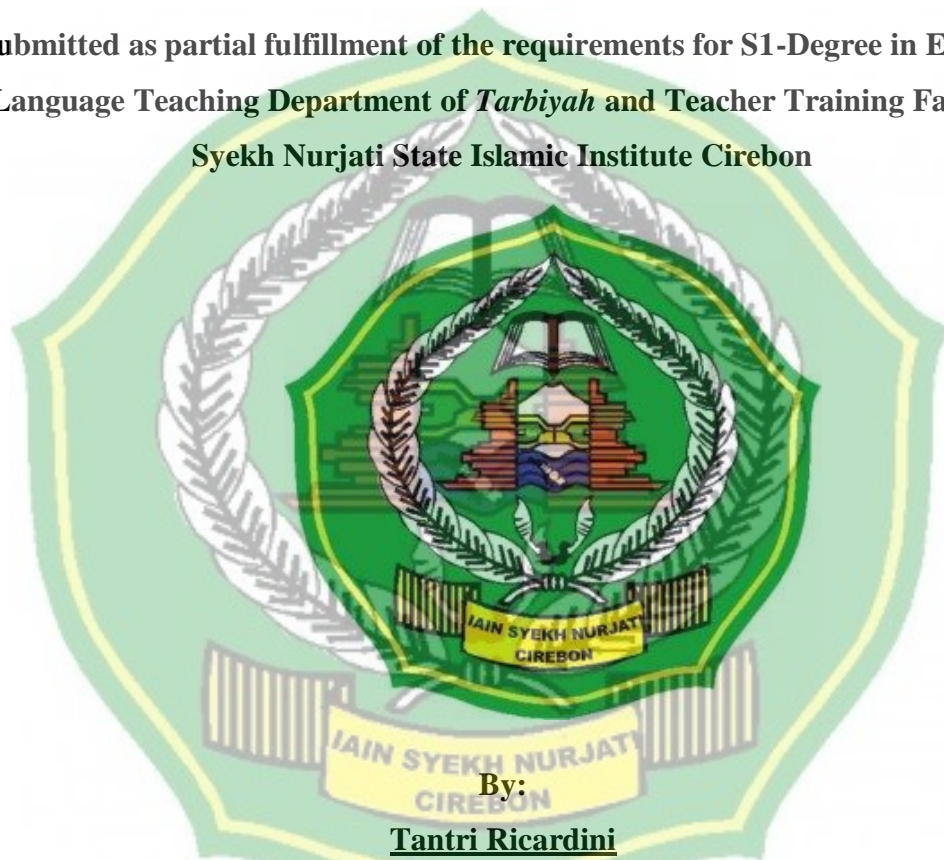 ubmitted as partial fulfillment of the requirements for S1-Degree in E
Language Teaching Department of Tarbiyah and Teacher Training Fa
Syekh Nurjati State Islamic Institute Cirebon
IAIN SYEKH NURJATI
CIREBON
IAIN SYEKH NURJATI
By:
CIREBON
Tantri Ricardini